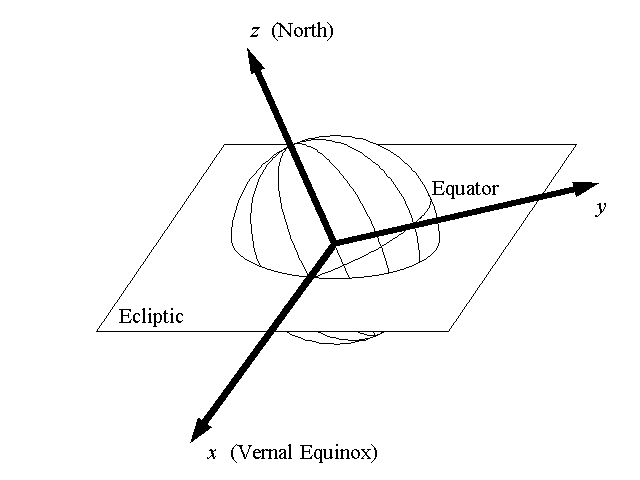 z (North)
Equator
y
Ecliptic
x (Vernal Equinox)